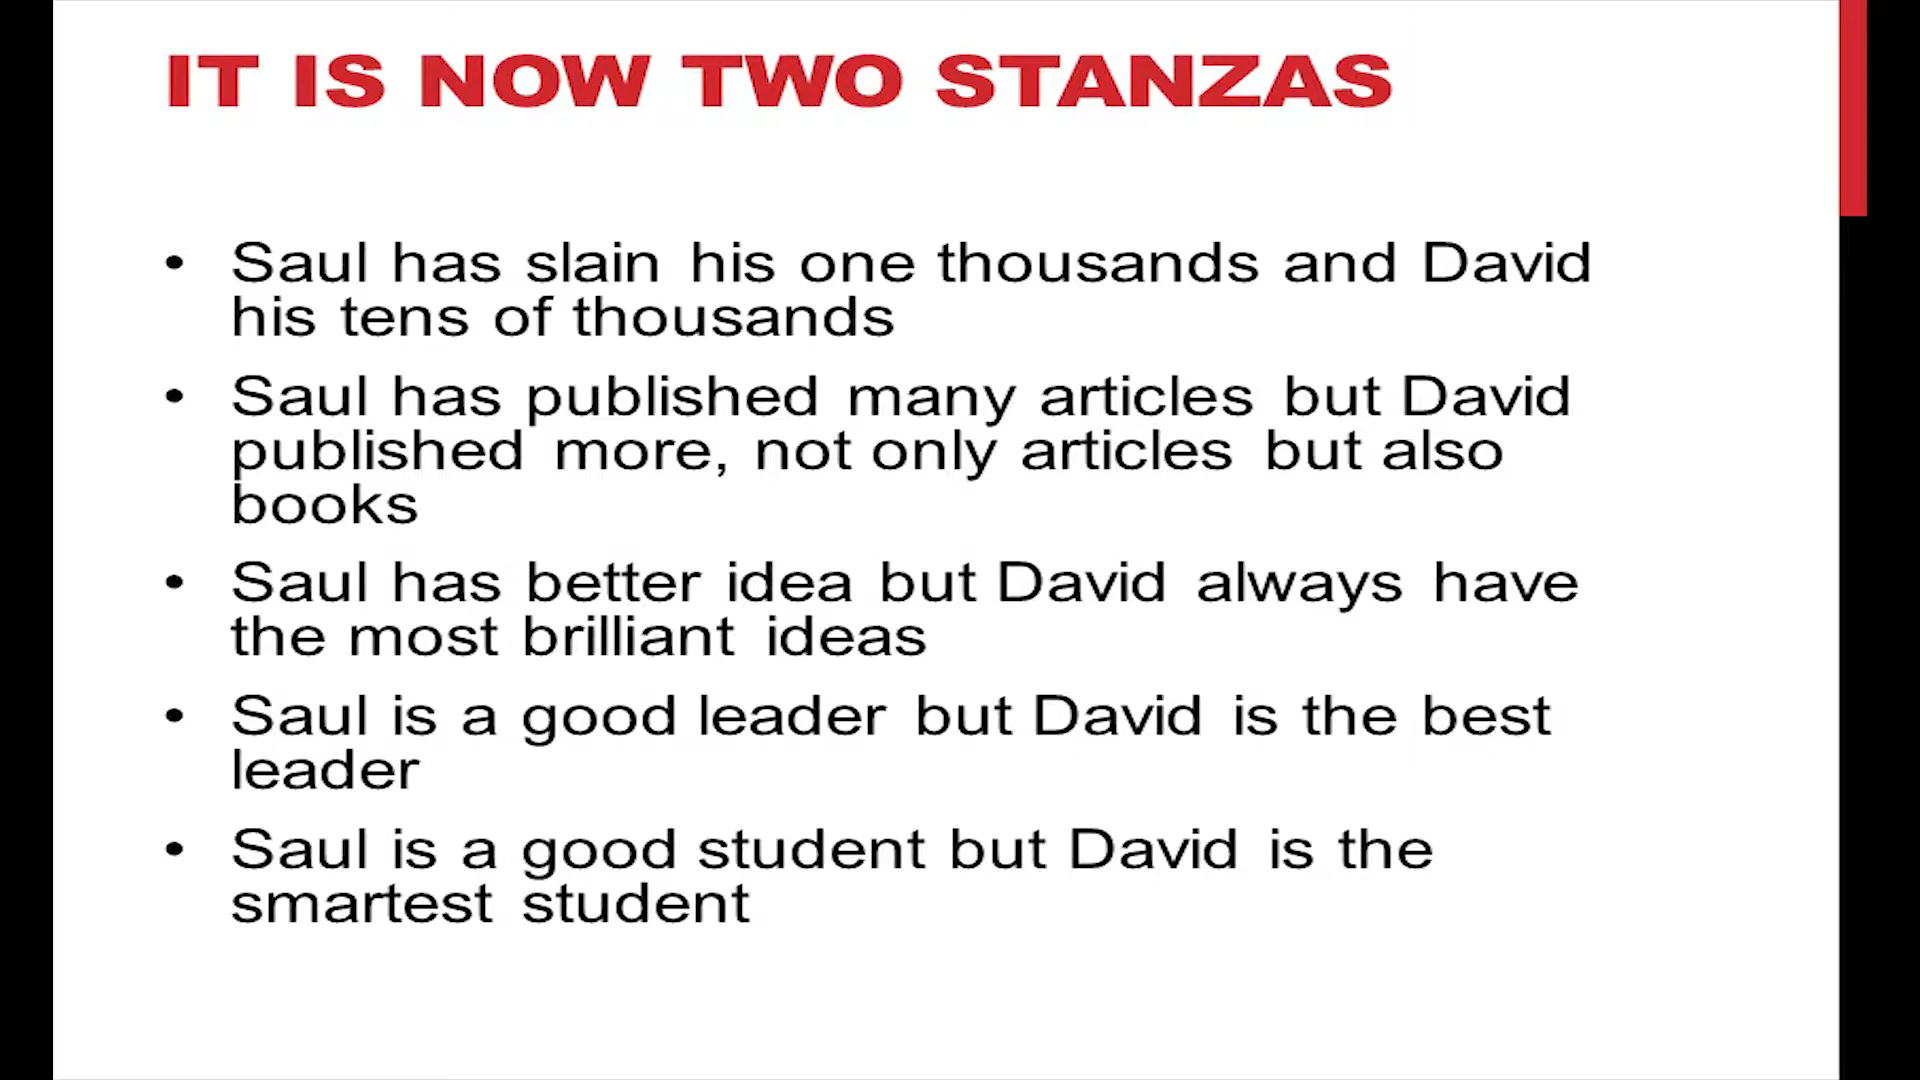 IT IS NOW TWO STANZAS
• Saul has slain his one thousands and David
his tens of thousands
• Saul has published many articles but David
published more, not only articles but also
books
• Saul has better idea but David always have
the most brilliant ideas
• Saul is a good leader but David is the best
leader
• Saul is a good student but David is the
smartest student